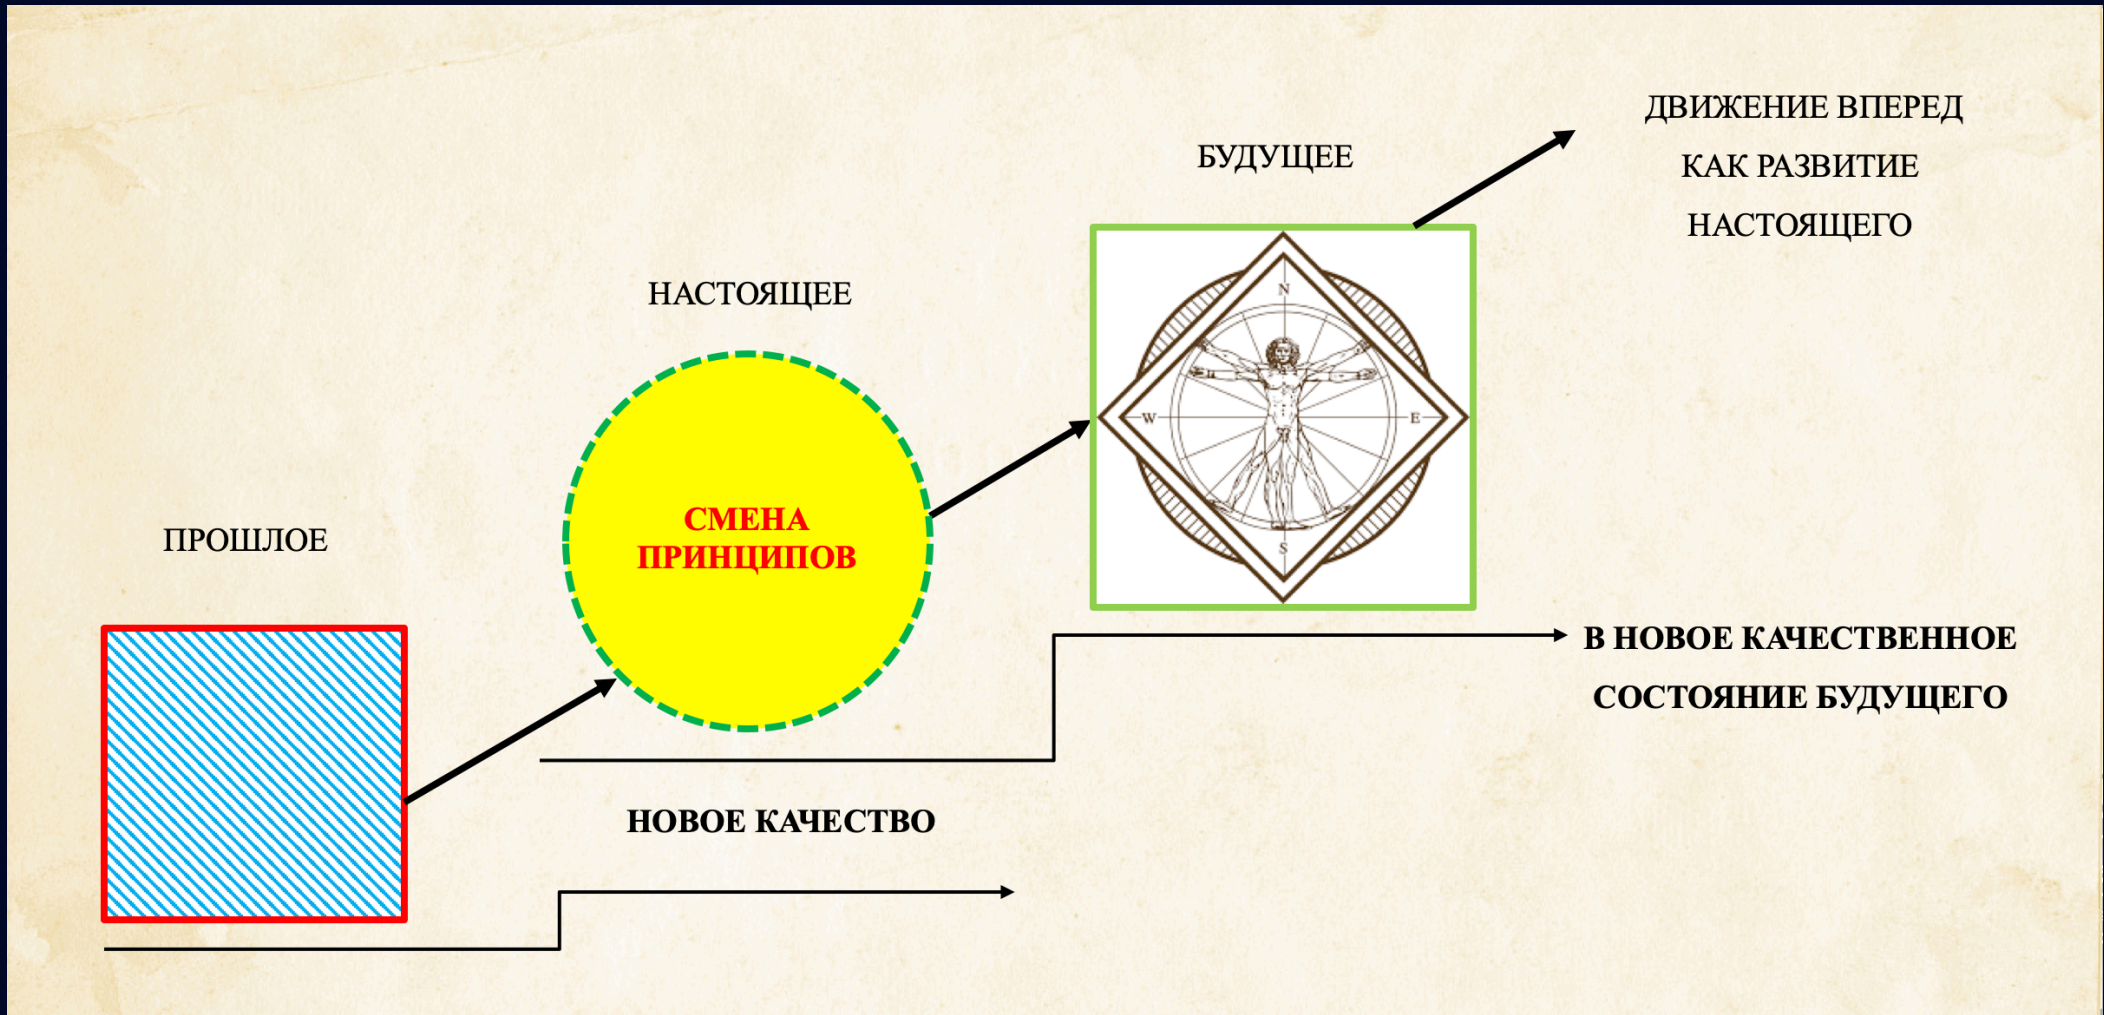 ДВИЖЕНИЕ ВПЕРЕД
КАК РАЗВИТИЕ
НАСТОЯЩЕГО
БУДУЩЕЕ
НАСТОЯЩЕЕ
N
W
E
S
СМЕНА
ПРИНЦИПОВ
ПРОШЛОЕ
В НОВОЕ КАЧЕСТВЕННОЕ
СОСТОЯНИЕ БУДУЩЕГО
НОВОЕ КАЧЕСТВО